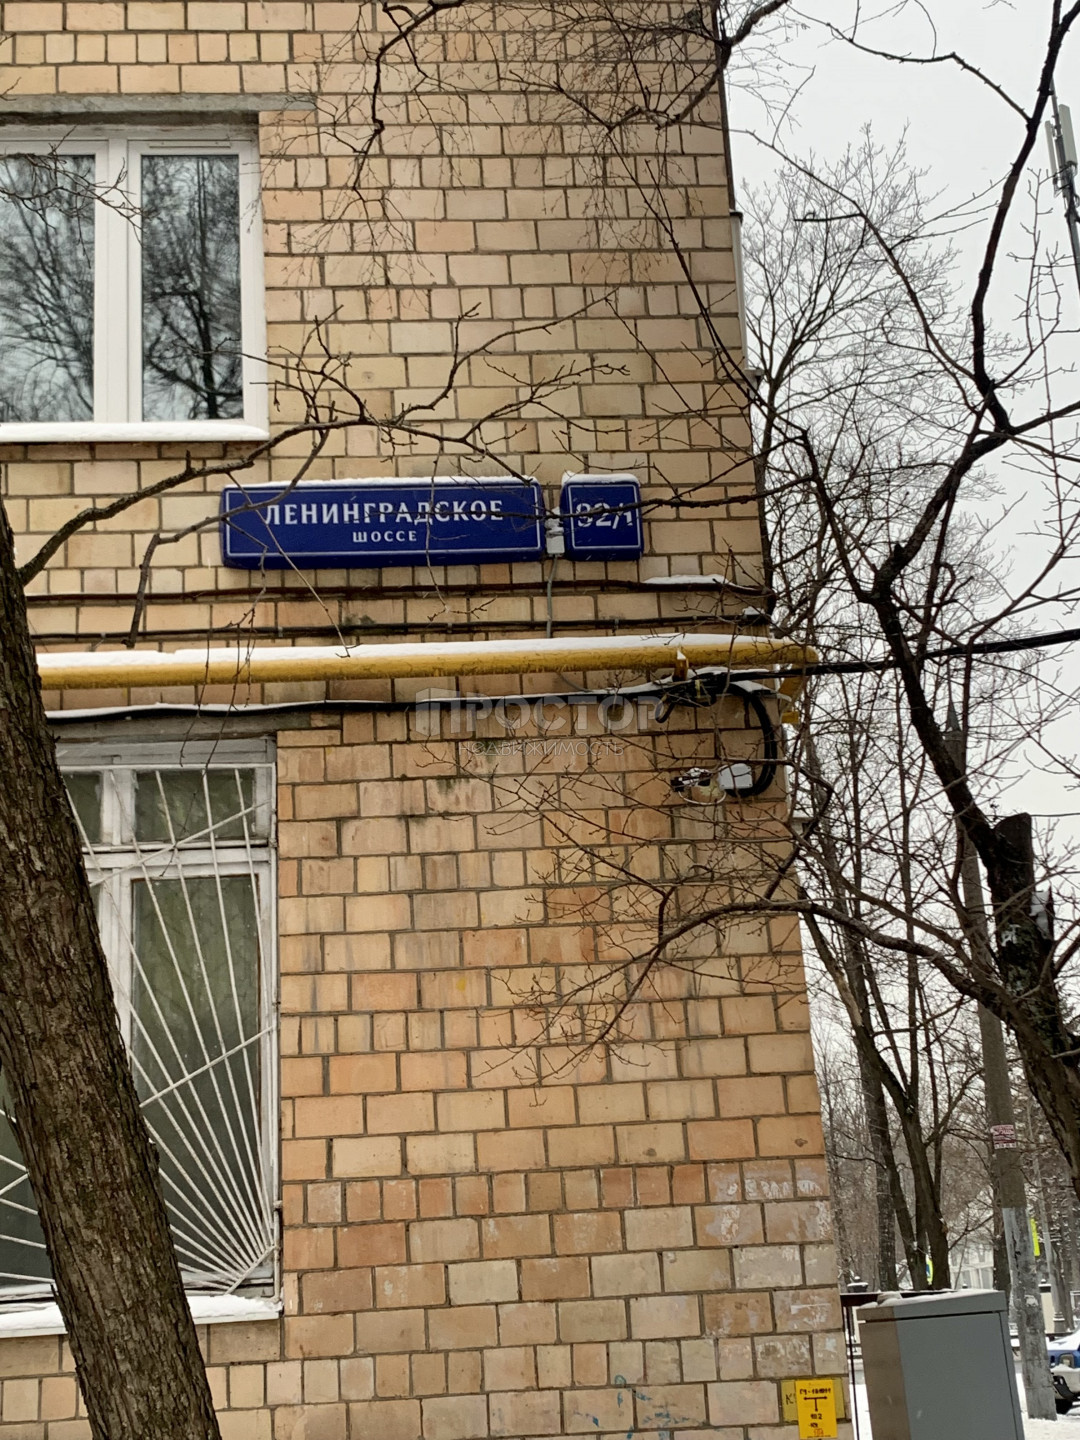 ЛЕНИНГРАДСКОЕ
ШОССЕ
92/1
ПРОСТОР
НЕДВИЖИМОСТЬ